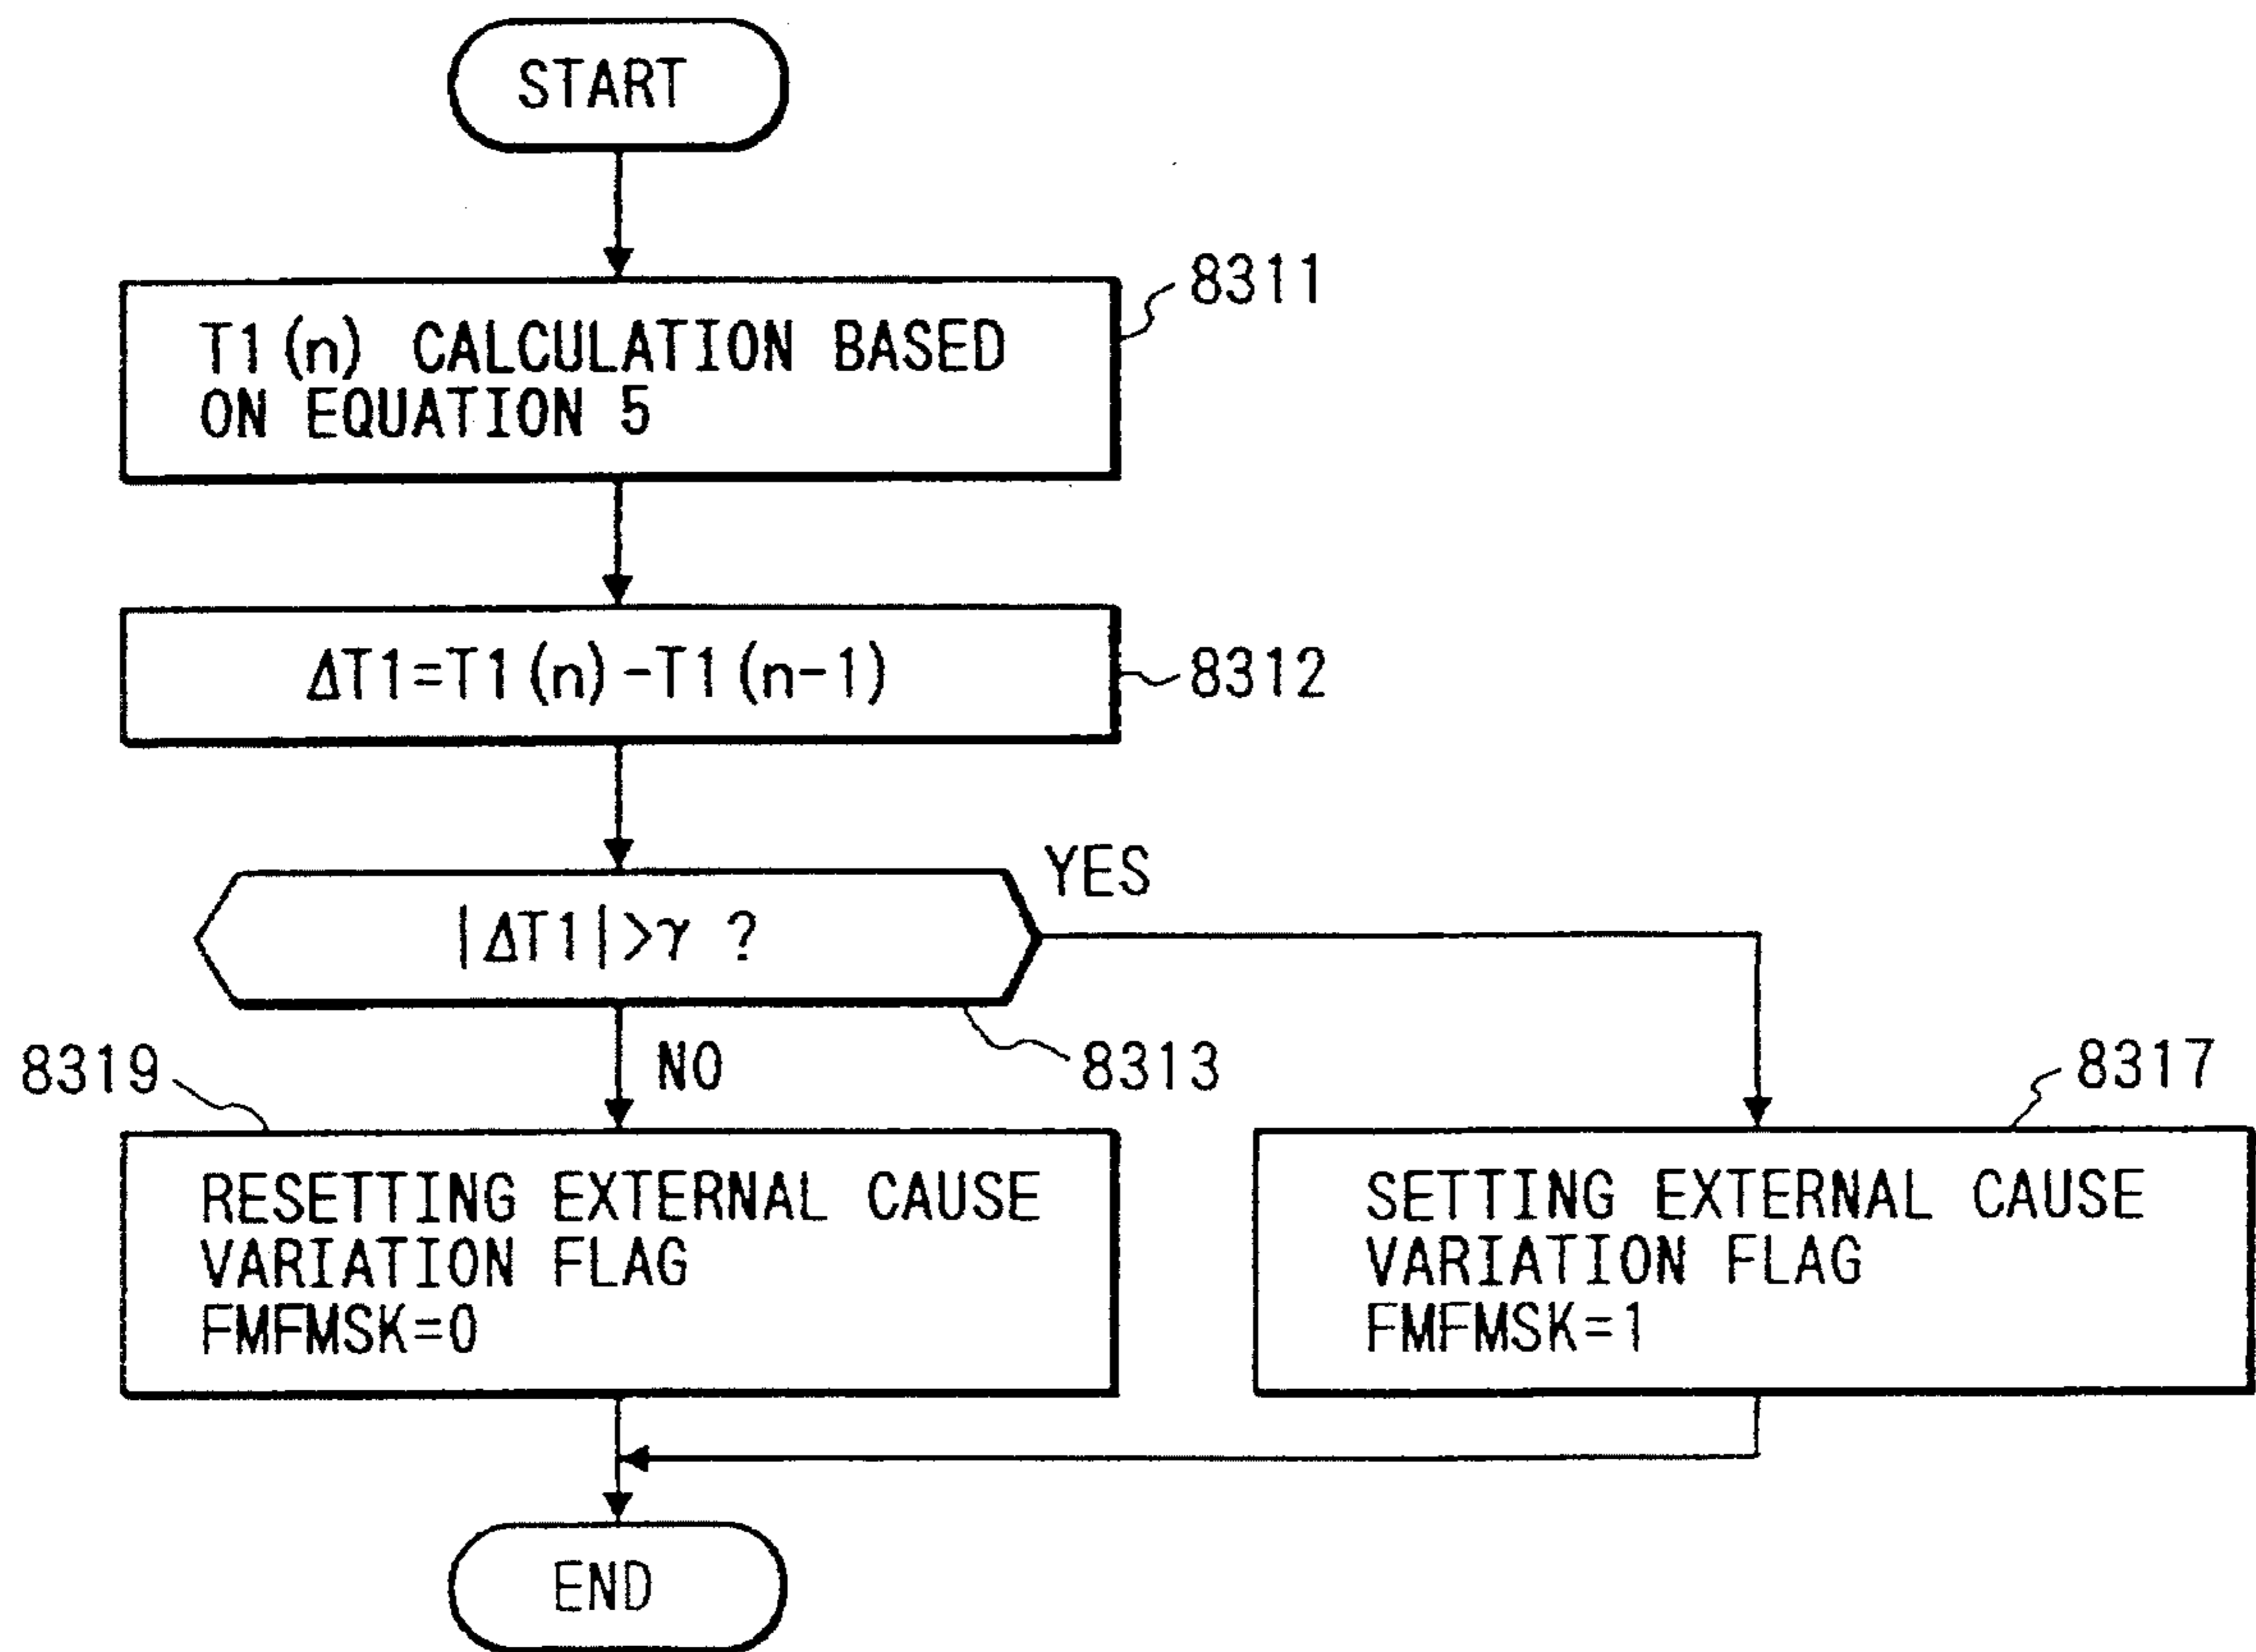 START
8311
T1(n) CALCULATION BASED
ON EQUATION 5
ΔT1=T1(n)-T1(n-1)
8312
YES
|ΔT1|>γ ?
8313
NO
8319
8317
RESETTING EXTERNAL CAUSE
VARIATION FLAG
FMFMSK=0
SETTING EXTERNAL CAUSE
VARIATION FLAG
FMFMSK=1
END